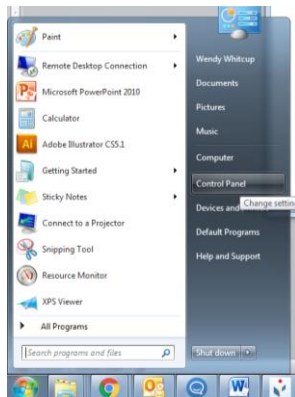 Paint
Remote Desktop Connection
Microsoft PowerPoint 2010
Calculator
Adobe Illustrator CS5.1
Getting Started
Sticky Notes
Connect to a Projector
Snipping Tool
Resource Monitor
XPS Viewer
All Programs
Search programs and files
Wendy Whitcup
Documents
Pictures
Music
Computer
Control Panel
Devices and
Change settin
Default Programs
Help and Support
Shut down